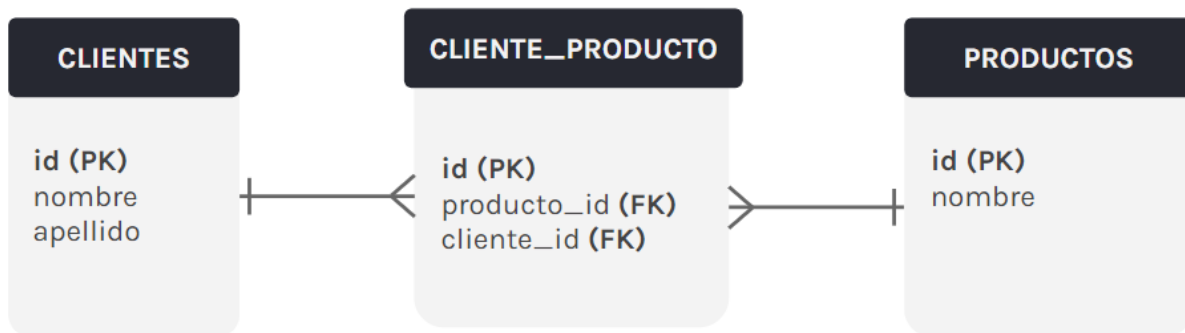 CLIENTES
id (PK)
nombre
apellido
CLIENTE_PRODUCTO
id (PK)
producto_id (FK)
cliente_id (FK)
PRODUCTOS
id (PK)
nombre